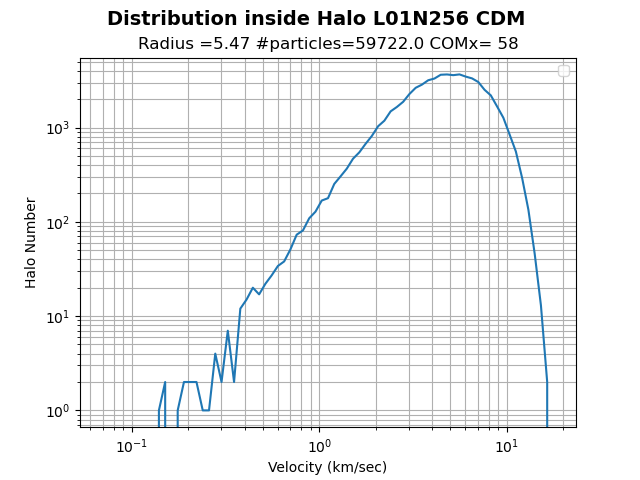 Distribution inside Halo L01N256 CDM
Radius =5.47 #particles=59722.0 COMx= 58
Halo Number
10³
10²
10¹
10⁰
10⁻¹ 10⁰ 10¹
Velocity (km/sec)